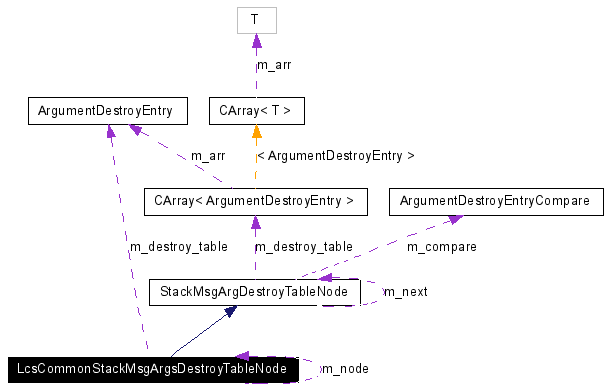 T
m_arr
ArgumentDestroyEntry
CArray< T >
m_arr
< ArgumentDestroyEntry >
CArray< ArgumentDestroyEntry >
ArgumentDestroyEntryCompare
m_destroy_table
m_destroy_table
m_compare
StackMsgArgDestroyTableNode
m_next
LcsCommonStackMsgArgsDestroyTableNode
m_node